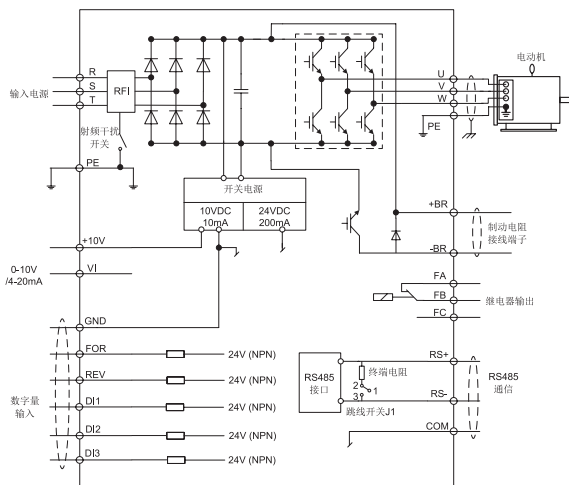 电动机
输入电源
R
S
T
RFI
U
V
W
射频干扰
开关
PE
PE
开关电源
10VDC
10mA
24VDC
200mA
+BR
制动电阻
接线端子
-BR
+10V
0-10V
/4-20mA
VI
FA
FB
继电器输出
FC
GND
FOR
24V (NPN)
REV
24V (NPN)
数字量
输入
DI1
24V (NPN)
DI2
24V (NPN)
DI3
24V (NPN)
RS485
接口
RS+
终端电阻
2
1
3
跳线开关J1
RS-
RS485
通信
COM